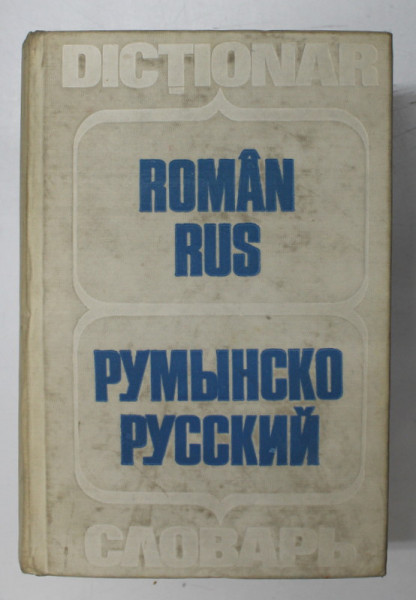 DICȚIONAR
ROMÂN
RUS
РУМЫНСКО
РУССКИЙ
СЛОВАРЬ